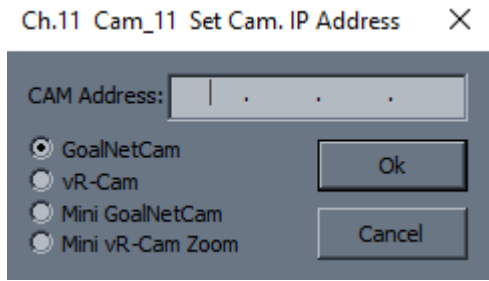 Ch.11 Cam_11 Set Cam. IP Address
CAM Address: . . .
GoalNetCam
vR-Cam
Mini GoalNetCam
Mini vR-Cam Zoom
Ok
Cancel